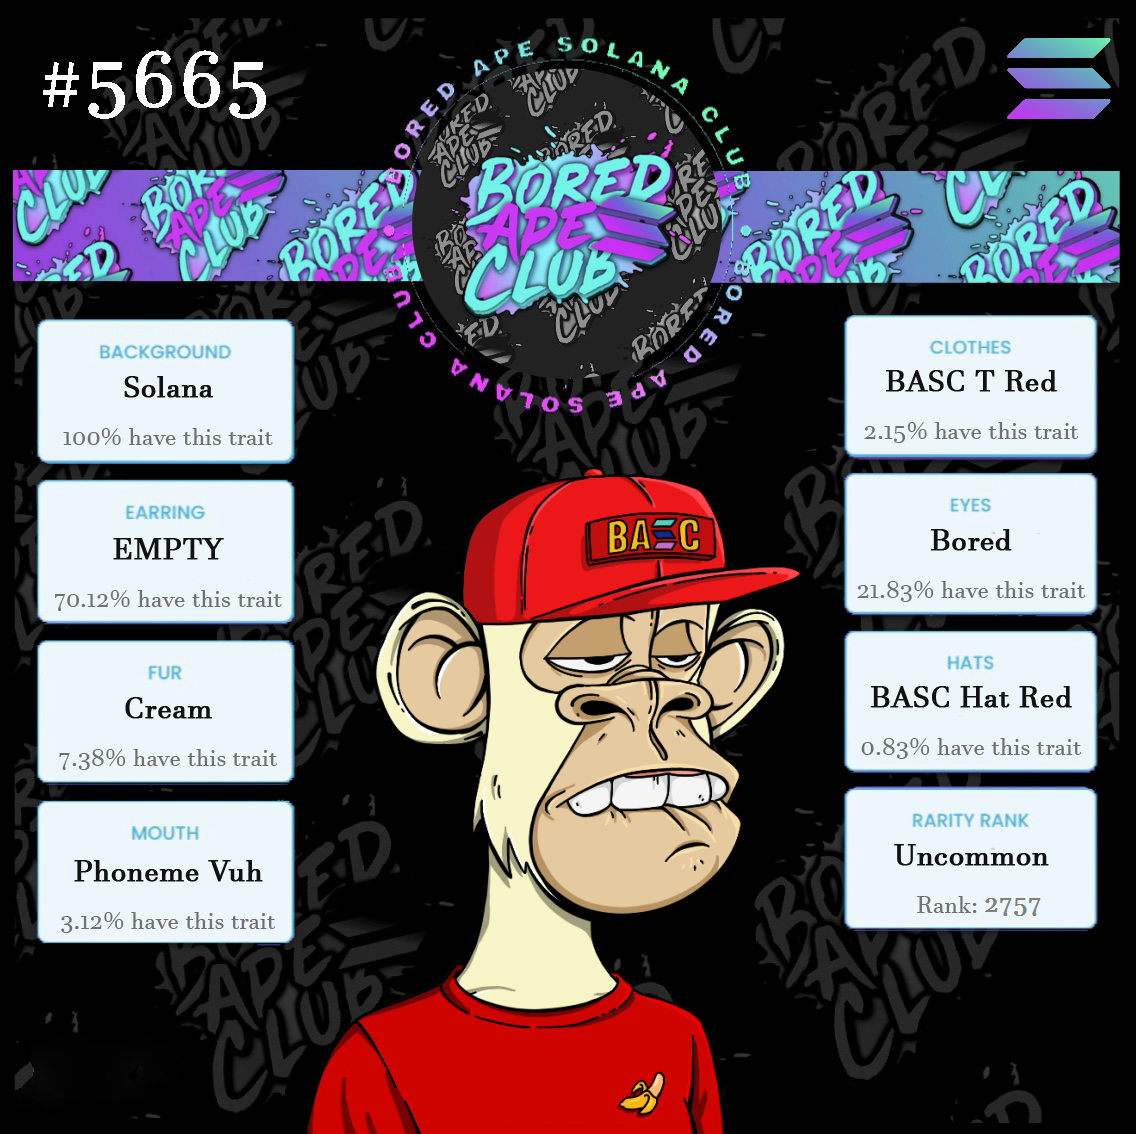 #5665
BORED APE SOLANA CLUB
BORED APE SOLANA CLUB
BORED
APE
CLUB
BACKGROUND
Solana
100% have this trait
EARRING
EMPTY
70.12% have this trait
FUR
Cream
7.38% have this trait
MOUTH
Phoneme Vuh
3.12% have this trait
CLOTHES
BASC T Red
2.15% have this trait
EYES
Bored
21.83% have this trait
HATS
BASC Hat Red
0.83% have this trait
RARITY RANK
Uncommon
Rank: 2757
BASC